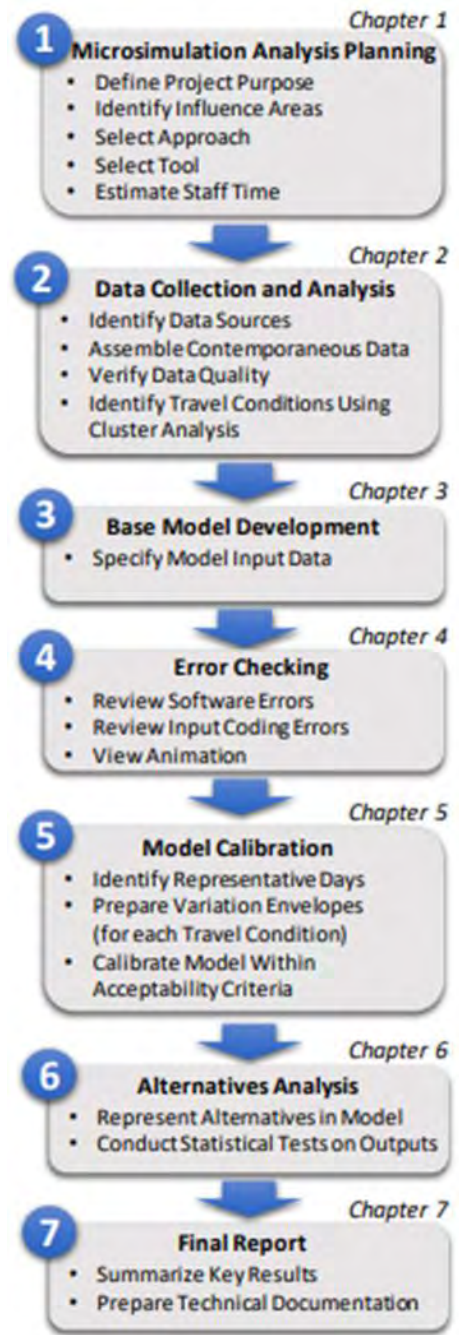 Chapter 1
1
Microsimulation Analysis Planning
• Define Project Purpose
• Identify Influence Areas
• Select Approach
• Select Tool
• Estimate Staff Time
Chapter 2
2
Data Collection and Analysis
• Identify Data Sources
• Assemble Contemporaneous Data
• Verify Data Quality
• Identify Travel Conditions Using
Cluster Analysis
Chapter 3
3
Base Model Development
• Specify Model Input Data
Chapter 4
4
Error Checking
• Review Software Errors
• Review Input Coding Errors
• View Animation
Chapter 5
5
Model Calibration
• Identify Representative Days
• Prepare Variation Envelopes
(for each Travel Condition)
• Calibrate Model Within
Acceptability Criteria
Chapter 6
6
Alternatives Analysis
• Represent Alternatives in Model
• Conduct Statistical Tests on Outputs
Chapter 7
7
Final Report
• Summarize Key Results
• Prepare Technical Documentation